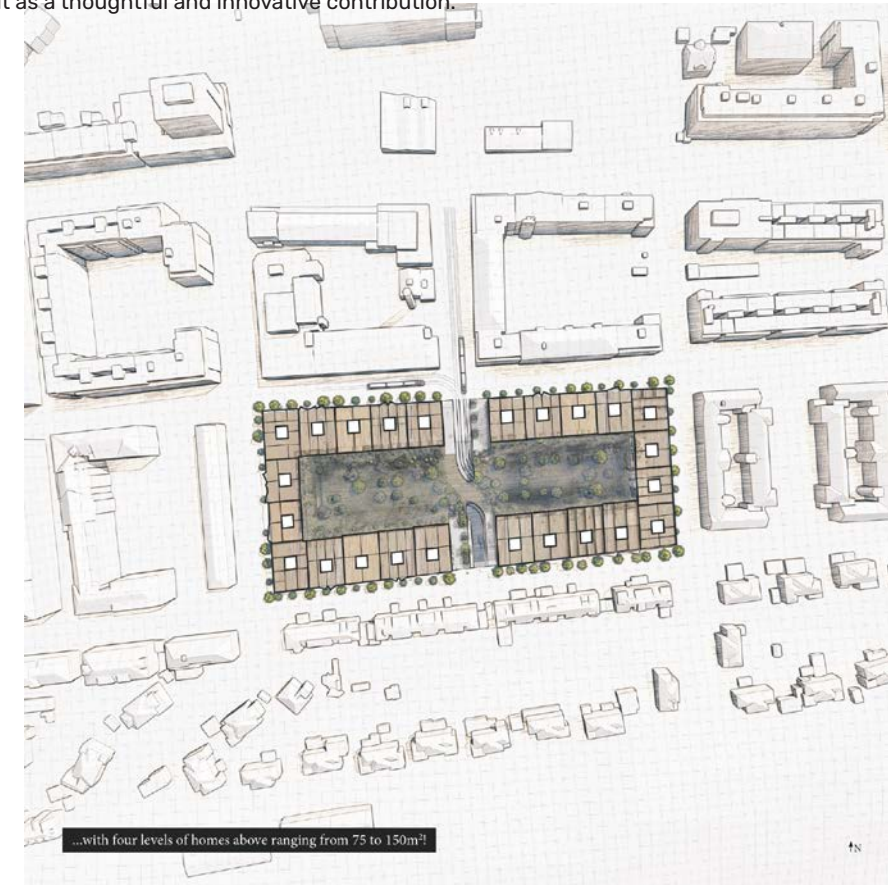 it as a thoughtful and innovative contribution.
...with four levels of homes above ranging from 75 to 150m²!
N